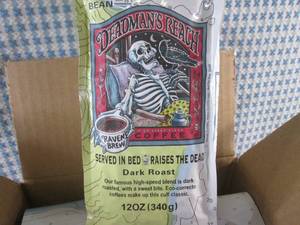 BEAN
DEADMAN'S REACH
RAVEN'S BREW
COFFEE
SERVED IN BED RAISES THE DEAD
Dark Roast
Our famous high-speed blend is dark
roasted, with a sweet bite. Eco-correct
coffees make up this cult classic.
12OZ (340g)